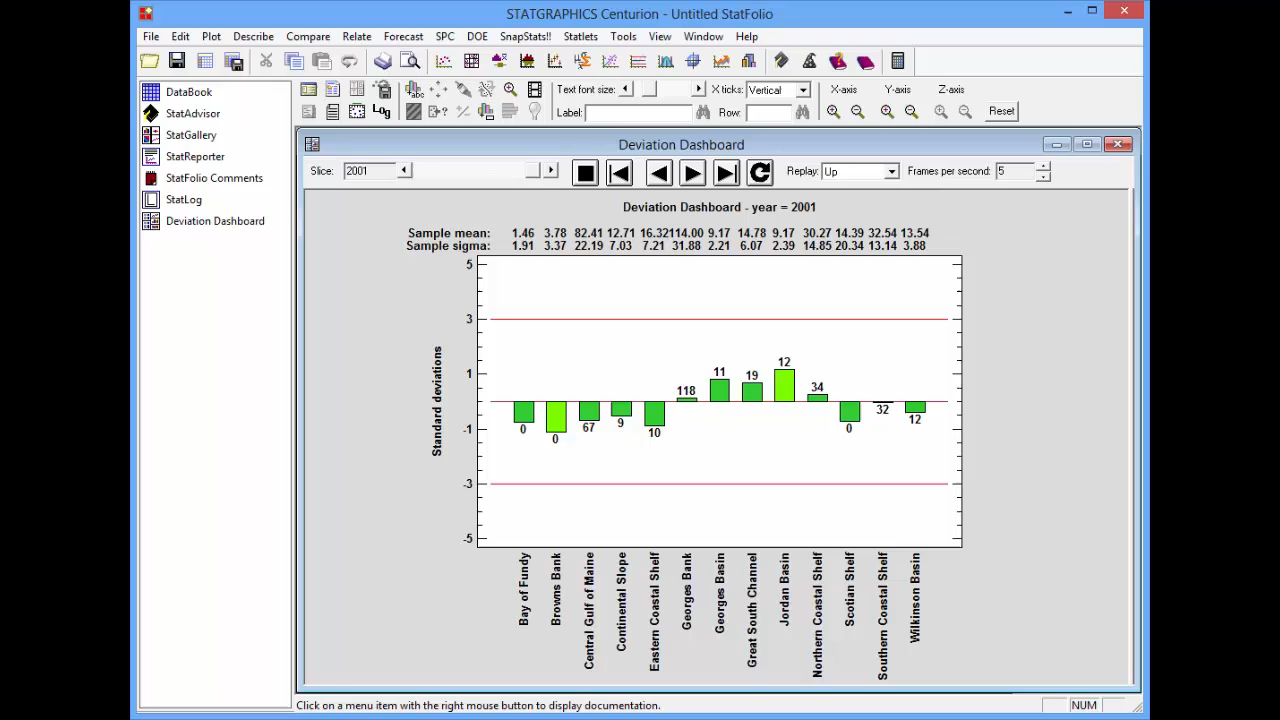 STATGRAPHICS Centurion - Untitled StatFolio
File Edit Plot Describe Compare Relate Forecast SPC DOE SnapStats!! Statlets Tools View Window Help
DataBook
StatAdvisor
StatGallery
StatReporter
StatFolio Comments
StatLog
Deviation Dashboard
Text font size: X ticks: Vertical X-axis Y-axis Z-axis
Log Label: Row: Reset
Deviation Dashboard
Slice: 2001 Replay: Up Frames per second: 5
Deviation Dashboard - year = 2001
Sample mean: 1.46 3.78 82.41 12.71 16.32 114.00 9.17 14.78 9.17 30.27 14.39 32.54 13.54
Sample sigma: 1.91 3.37 22.19 7.03 7.21 31.88 2.21 6.07 2.39 14.85 20.34 13.14 3.88
Standard deviations
5
3
1
-1
-3
-5
0 0 67 9 10 118 11 19 12 34 0 32 12
Bay of Fundy
Browns Bank
Central Gulf of Maine
Continental Slope
Eastern Coastal Shelf
Georges Bank
Georges Basin
Great South Channel
Jordan Basin
Northern Coastal Shelf
Scotian Shelf
Southern Coastal Shelf
Wilkinson Basin
Click on a menu item with the right mouse button to display documentation. NUM